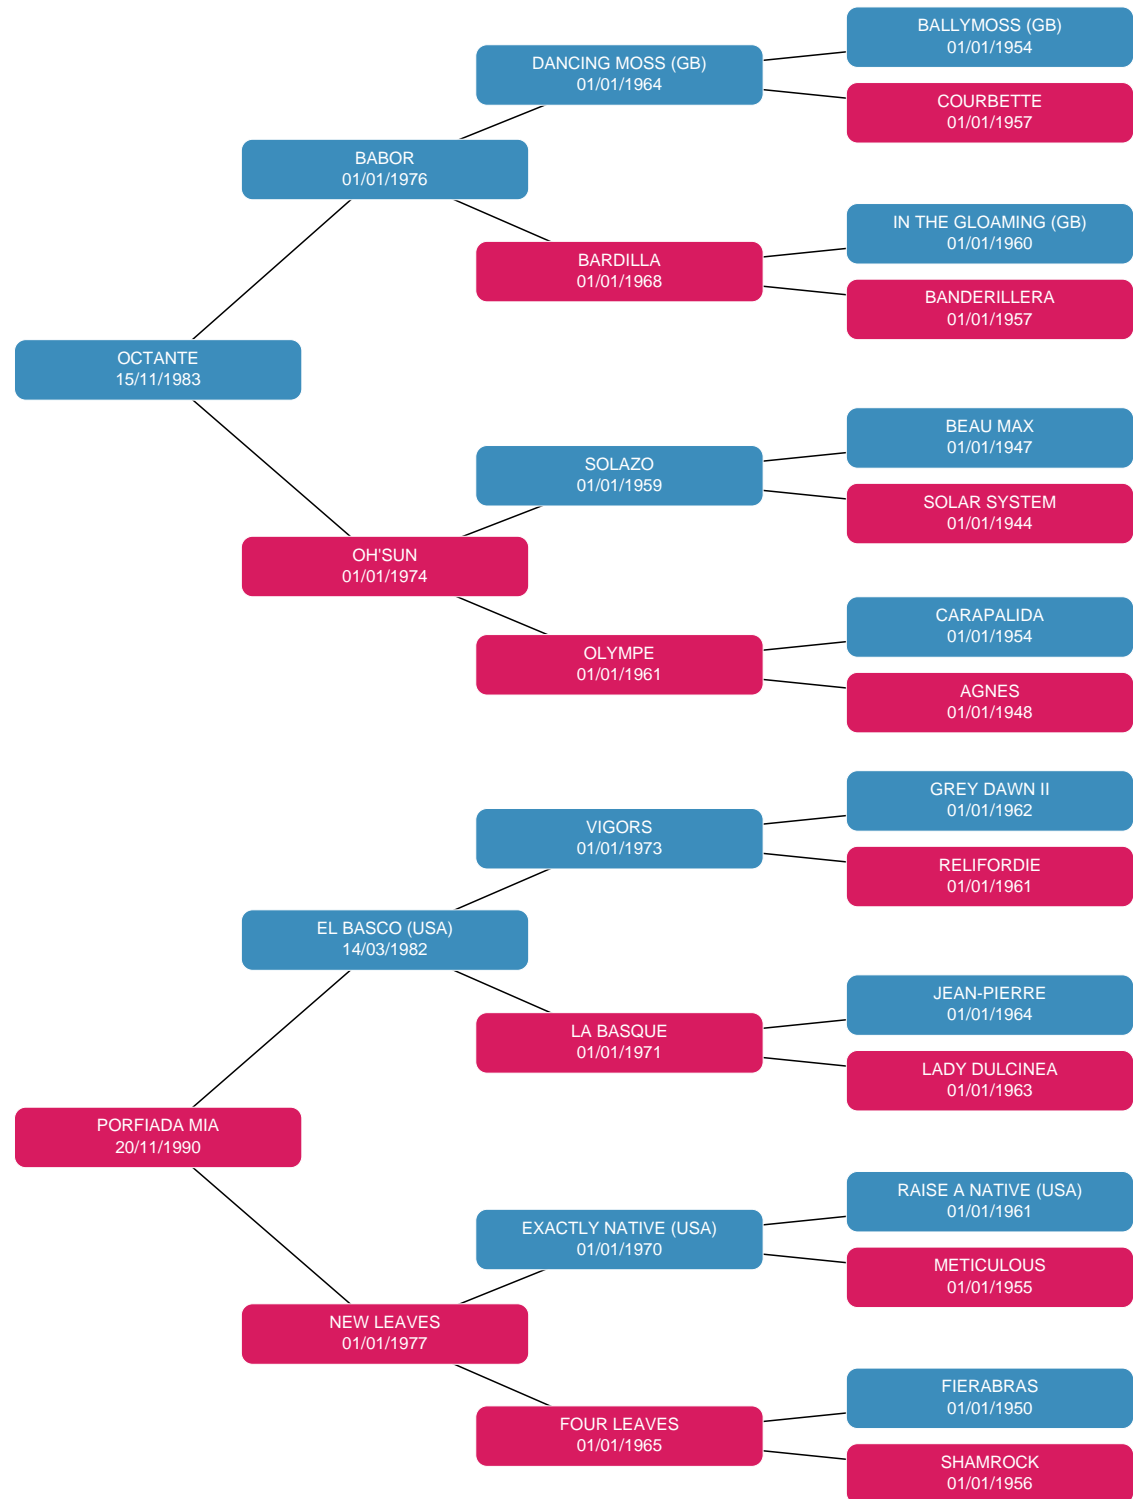 BALLYMOSS (GB)
01/01/1954
DANCING MOSS (GB)
01/01/1964
COURBETTE
01/01/1957
BABOR
01/01/1976
IN THE GLOAMING (GB)
01/01/1960
BARDILLA
01/01/1968
BANDERILLERA
01/01/1957
OCTANTE
15/11/1983
BEAU MAX
01/01/1947
SOLAZO
01/01/1959
SOLAR SYSTEM
01/01/1944
OH'SUN
01/01/1974
CARAPALIDA
01/01/1954
OLYMPE
01/01/1961
AGNES
01/01/1948
GREY DAWN II
01/01/1962
VIGORS
01/01/1973
RELIFORDIE
01/01/1961
EL BASCO (USA)
14/03/1982
JEAN-PIERRE
01/01/1964
LA BASQUE
01/01/1971
LADY DULCINEA
01/01/1963
PORFIADA MIA
20/11/1990
RAISE A NATIVE (USA)
01/01/1961
EXACTLY NATIVE (USA)
01/01/1970
METICULOUS
01/01/1955
NEW LEAVES
01/01/1977
FIERABRAS
01/01/1950
FOUR LEAVES
01/01/1965
SHAMROCK
01/01/1956